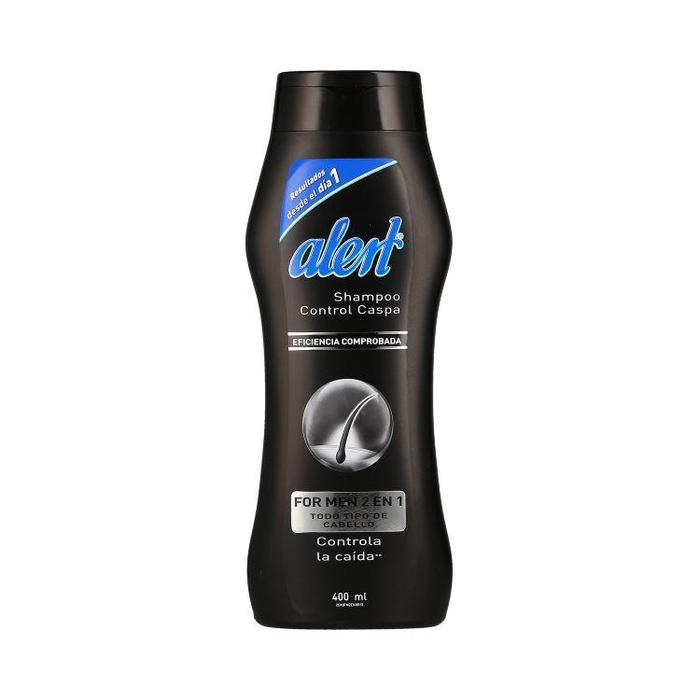 Resultados
desde el día 1
alert®
Shampoo
Control Caspa
EFICIENCIA COMPROBADA
FOR MEN 2 EN 1
TODO TIPO DE
CABELLO
Controla
la caída**
400 ml